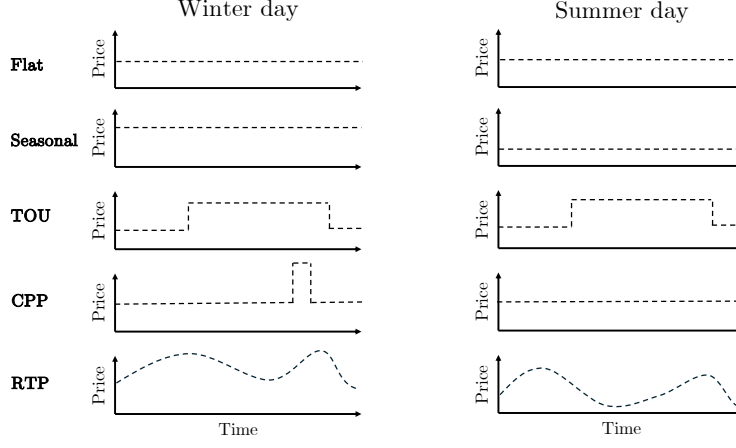 Winter day
Summer day
Flat
Price
Price
Seasonal
Price
Price
TOU
Price
Price
CPP
Price
Price
RTP
Price
Price
Time
Time